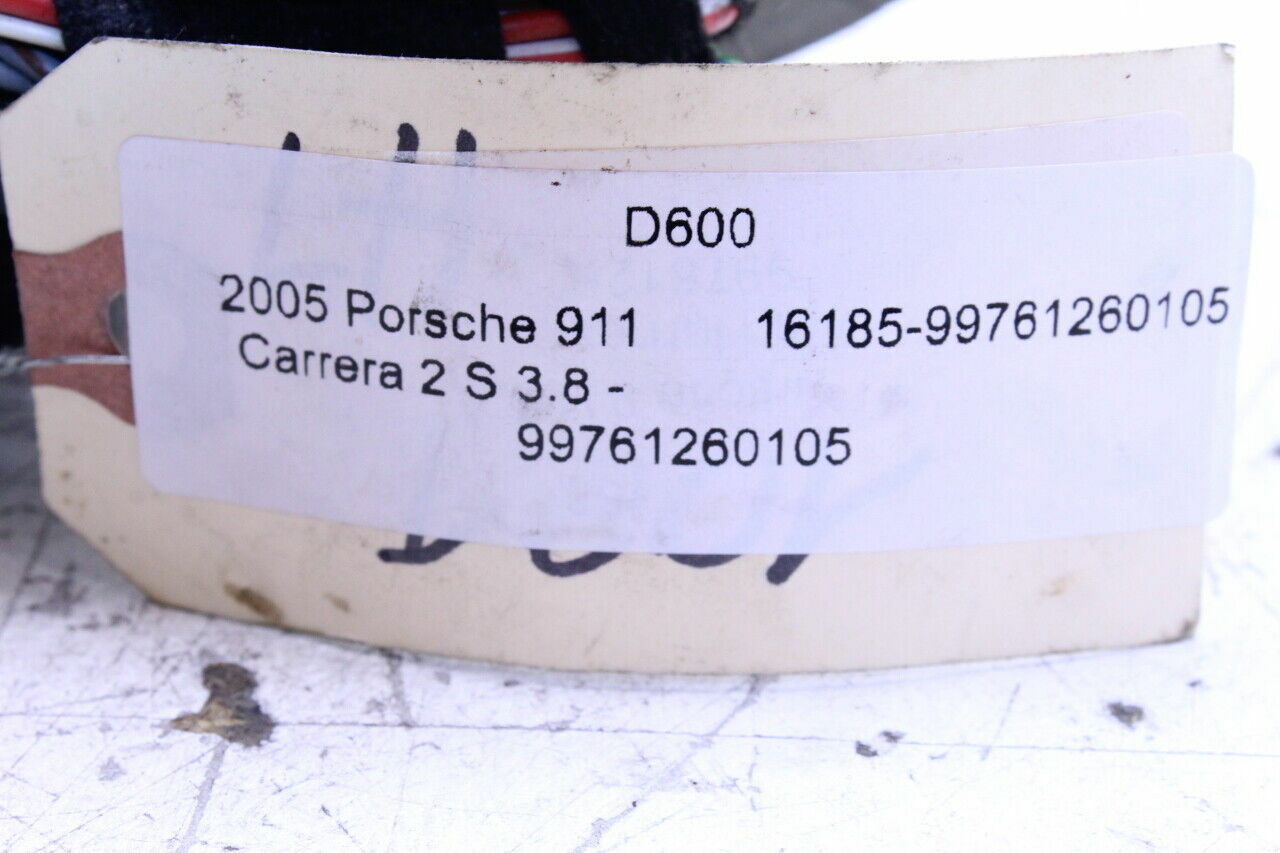 D600
2005 Porsche 911 16185-99761260105
Carrera 2 S 3.8 -
99761260105